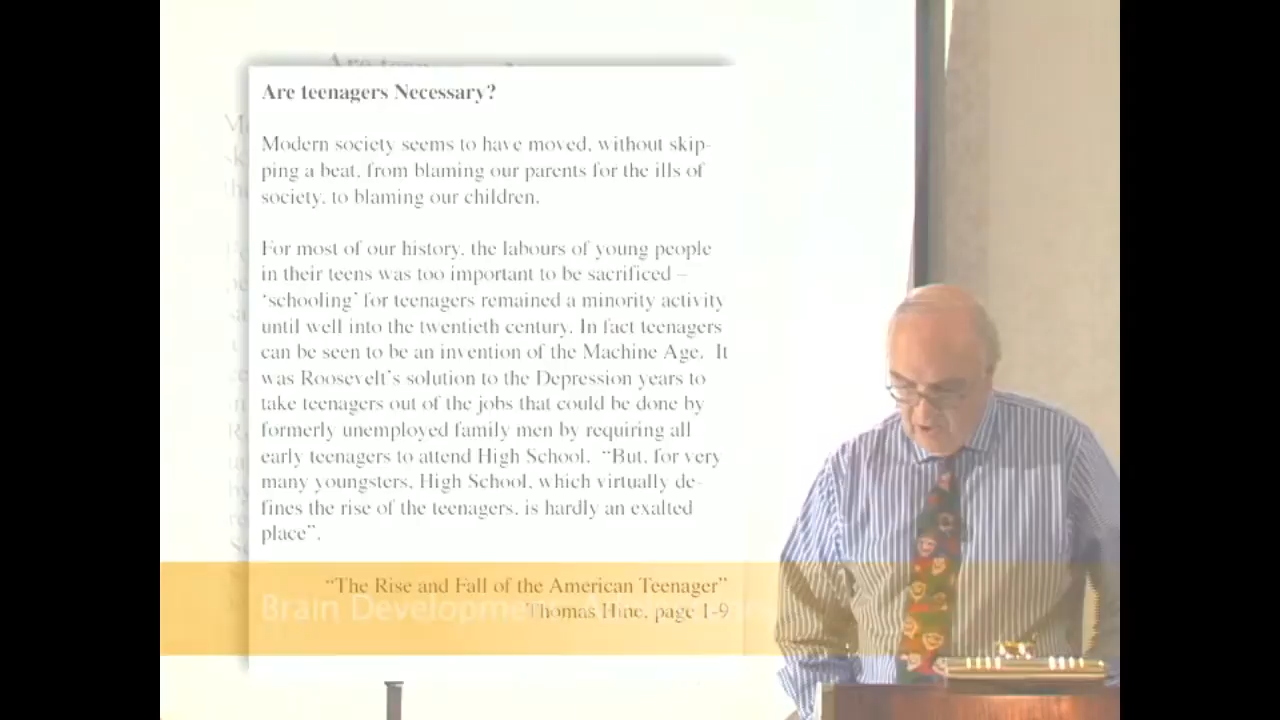 Are teenagers Necessary?
Modern society seems to have moved, without skip-
ping a beat, from blaming our parents for the ills of
society, to blaming our children.
For most of our history, the labours of young people
in their teens was too important to be sacrificed –
‘schooling’ for teenagers remained a minority activity
until well into the twentieth century. In fact teenagers
can be seen to be an invention of the Machine Age. It
was Roosevelt’s solution to the Depression years to
take teenagers out of the jobs that could be done by
formerly unemployed family men by requiring all
early teenagers to attend High School. “But, for very
many youngsters, High School, which virtually de-
fines the rise of the teenagers, is hardly an exalted
place”.
“The Rise and Fall of the American Teenager”
Thomas Hine, page 1-9
Brain Development